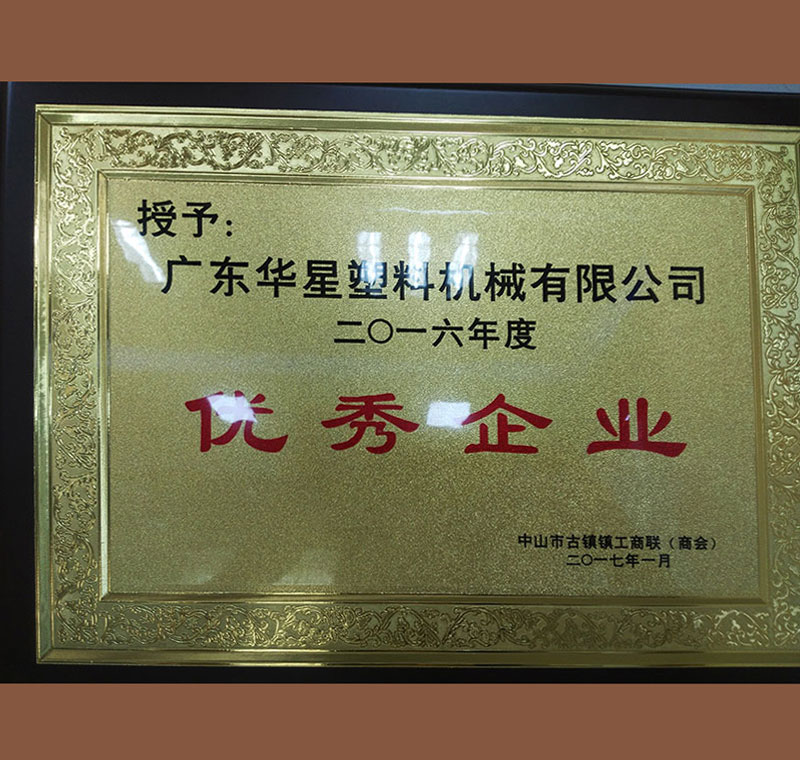 授予：
广东华星塑料机械有限公司
二〇一六年度
优秀企业
中山市古镇镇工商联（商会）
二〇一七年一月